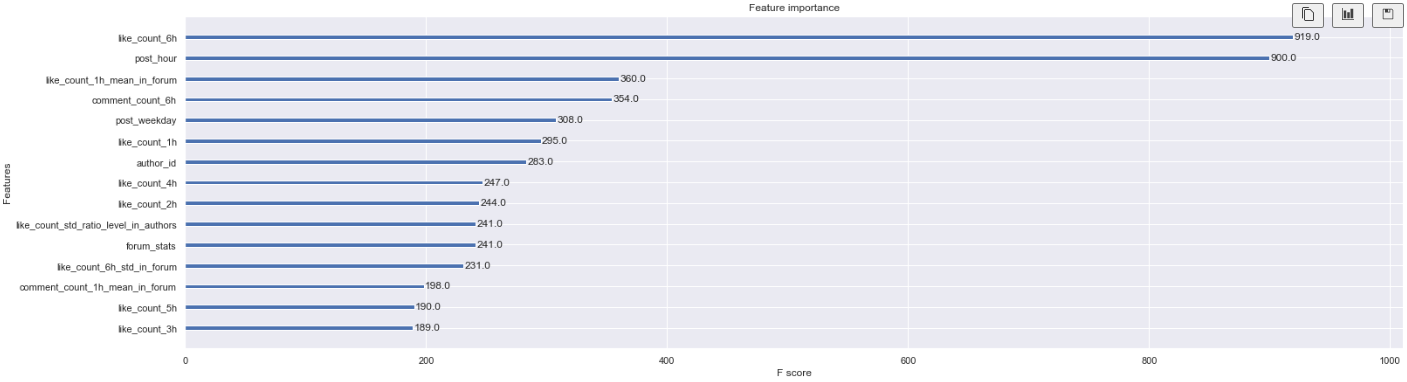 Feature importance
like_count_6h 919.0
post_hour 900.0
like_count_1h_mean_in_forum 360.0
comment_count_6h 354.0
post_weekday 308.0
like_count_1h 295.0
author_id 283.0
like_count_4h 247.0
like_count_2h 244.0
like_count_std_ratio_level_in_authors 241.0
forum_stats 241.0
like_count_6h_std_in_forum 231.0
comment_count_1h_mean_in_forum 198.0
like_count_5h 190.0
like_count_3h 189.0
Features
0 200 400 600 800 1000
F score